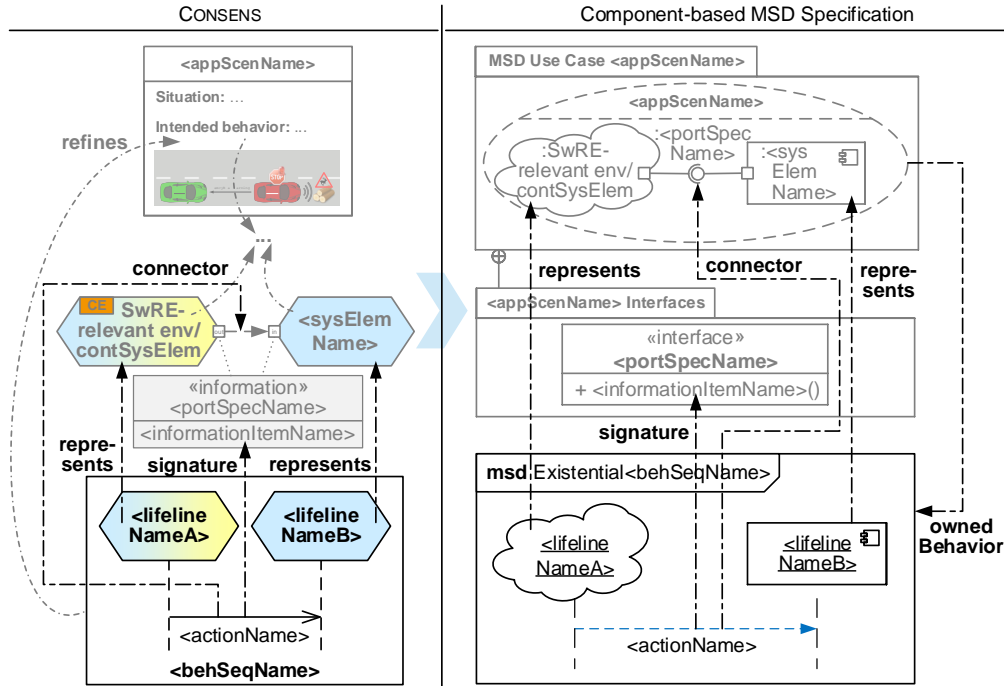 CONSENS
Component-based MSD Specification
<appScenName>
Situation: ...
Intended behavior: ...
STOP
refines
...
connector
CE
SwRE-
relevant env/
contSysElem
out
in
<sysElem
Name>
«information»
<portSpecName>
<informationItemName>
repre-
sents
signature
represents
<lifeline
NameA>
<lifeline
NameB>
<actionName>
<behSeqName>
MSD Use Case <appScenName>
<appScenName>
:SwRE-
relevant env/
contSysElem
:<portSpec
Name>
:<sys
Elem
Name>
represents
connector
repre-
sents
<appScenName> Interfaces
«interface»
<portSpecName>
+ <informationItemName>()
signature
msd Existential<behSeqName>
<lifeline
NameA>
<lifeline
NameB>
owned
Behavior
<actionName>